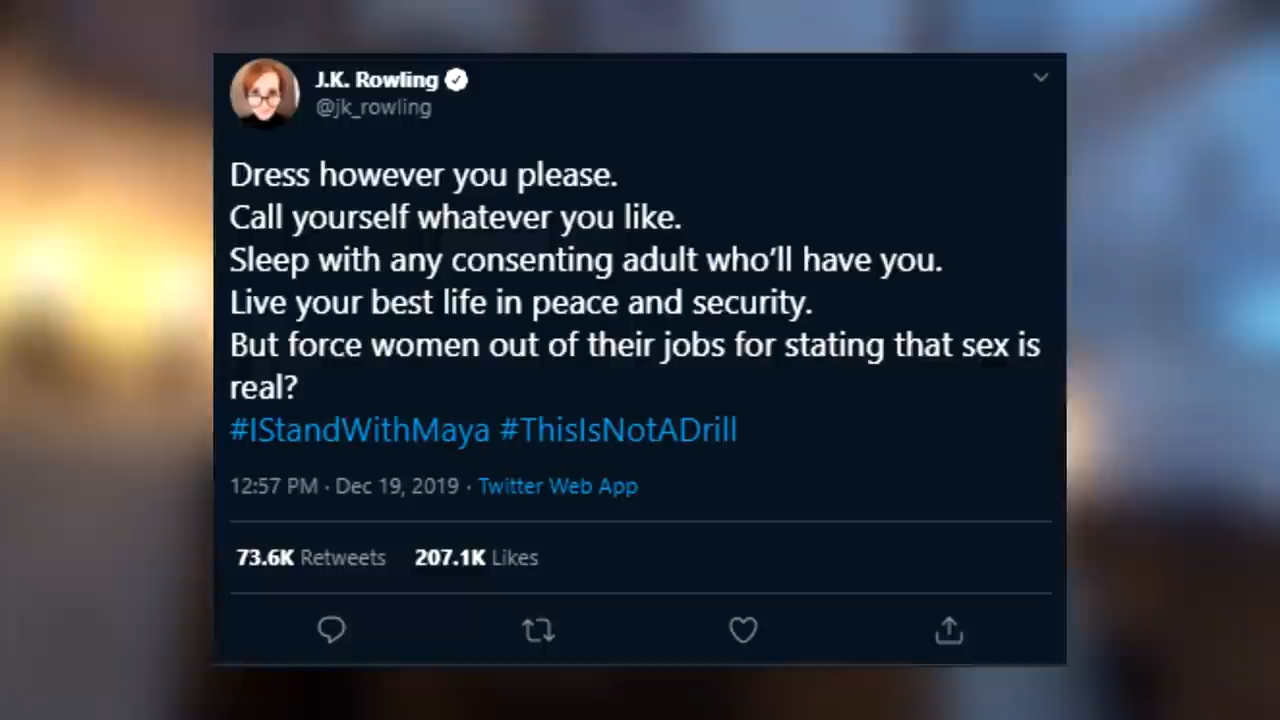 J.K. Rowling
@jk_rowling
Dress however you please.
Call yourself whatever you like.
Sleep with any consenting adult who’ll have you.
Live your best life in peace and security.
But force women out of their jobs for stating that sex is
real?
#IStandWithMaya #ThisIsNotADrill
12:57 PM · Dec 19, 2019 · Twitter Web App
73.6K Retweets 207.1K Likes